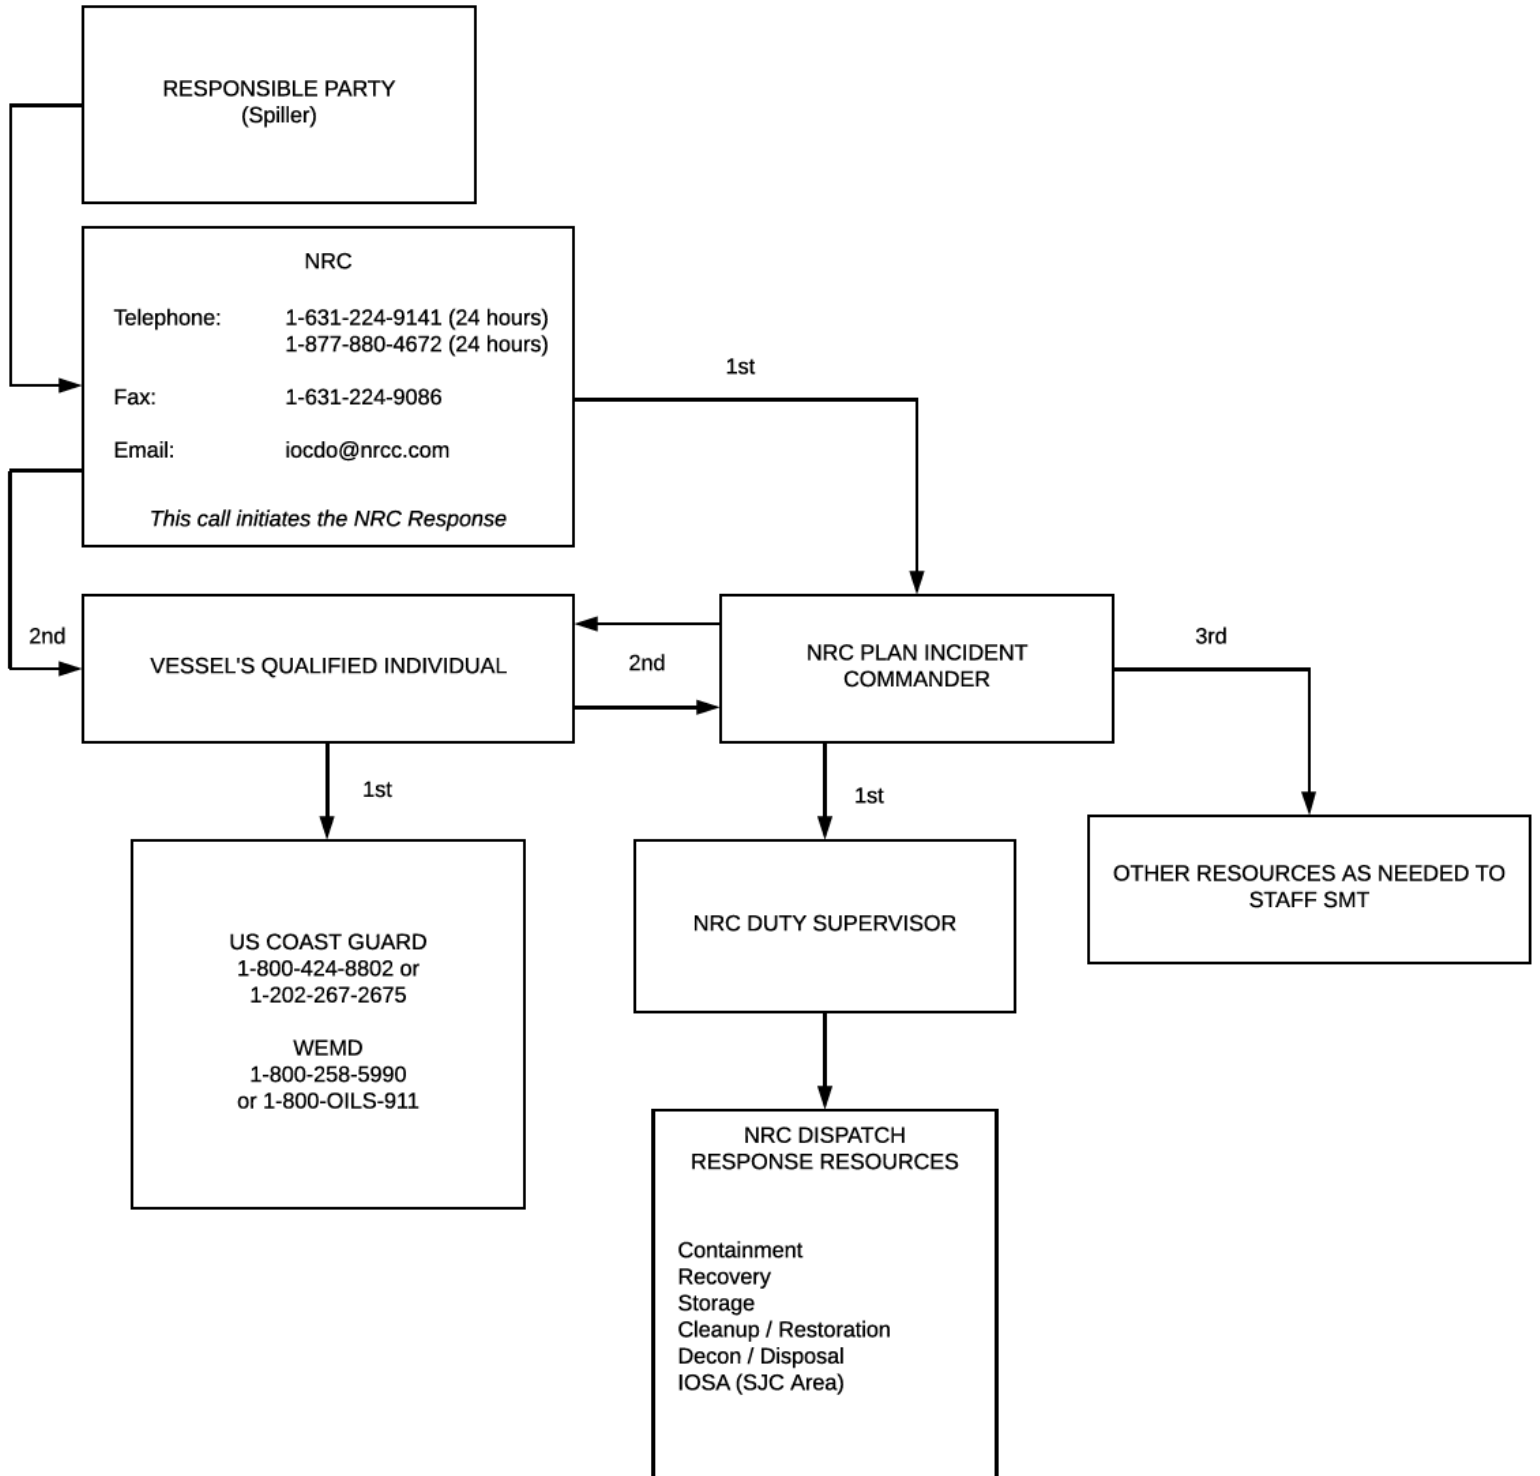 RESPONSIBLE PARTY
(Spiller)
NRC
Telephone: 1-631-224-9141 (24 hours)
1-877-880-4672 (24 hours)
Fax: 1-631-224-9086
Email: iocdo@nrcc.com
This call initiates the NRC Response
1st
2nd
VESSEL'S QUALIFIED INDIVIDUAL
2nd
NRC PLAN INCIDENT
COMMANDER
3rd
1st
1st
US COAST GUARD
1-800-424-8802 or
1-202-267-2675
WEMD
1-800-258-5990
or 1-800-OILS-911
NRC DUTY SUPERVISOR
OTHER RESOURCES AS NEEDED TO
STAFF SMT
NRC DISPATCH
RESPONSE RESOURCES
Containment
Recovery
Storage
Cleanup / Restoration
Decon / Disposal
IOSA (SJC Area)